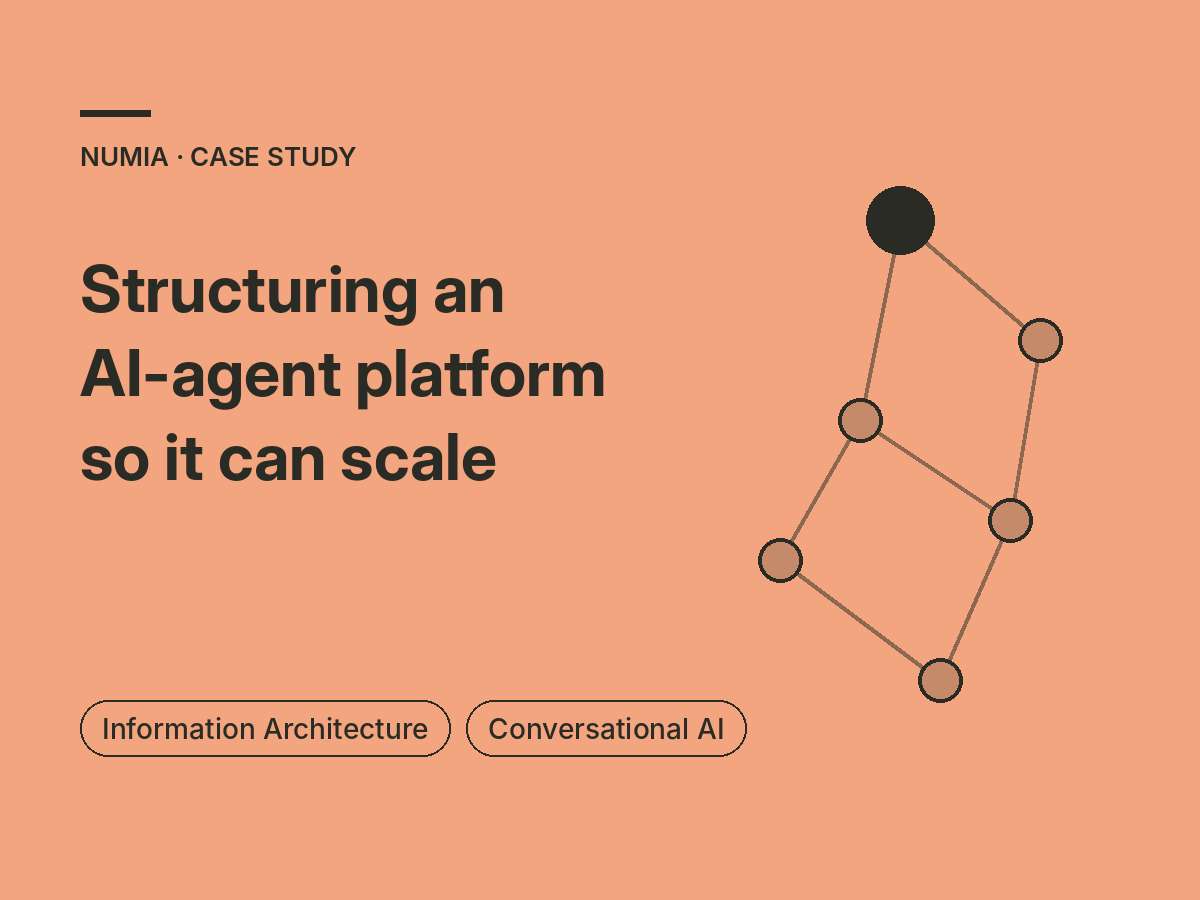 NUMIA · CASE STUDY
Structuring an
AI-agent platform
so it can scale
Information Architecture
Conversational AI